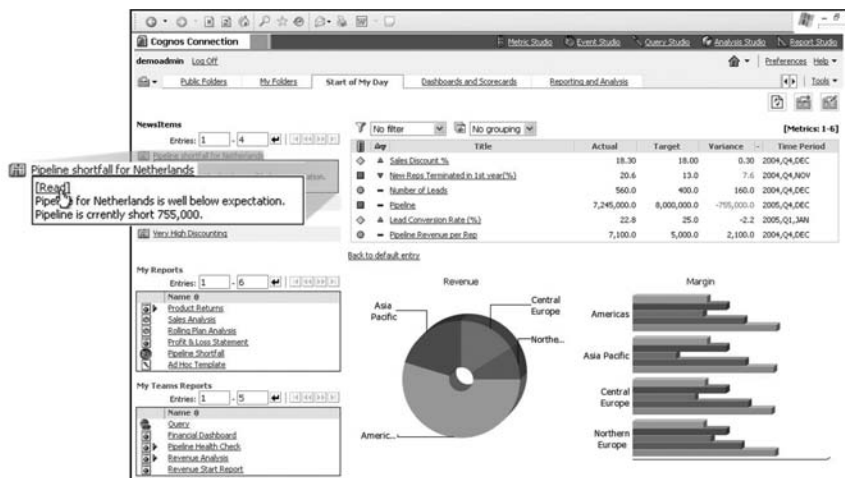 Cognos Connection
Metric Studio Event Studio Query Studio Analysis Studio Report Studio
demoadmin Log Off
Preferences Help
Public Folders My Folders Start of My Day Dashboards and Scorecards Reporting and Analysis Tools
NewsItems
Entries: 1 - 4
Pipeline shortfall for Netherlands
Pipeline shortfall for Netherlands
[Read]
Pipeline for Netherlands is well below expectation.
Pipeline is crrently short 755,000.
Very High Discounting
No filter No grouping [Metrics: 1-6]
Title Actual Target Variance - Time Period
Sales Discount % 18.30 18.00 0.30 2004,Q4,DEC
New Reps Terminated in 1st year(%) 20.6 13.0 7.6 2004,Q4,NOV
Number of Leads 560.0 400.0 160.0 2004,Q4,DEC
Pipeline 7,245,000.0 8,000,000.0 -755,000.0 2005,Q4,DEC
Lead Conversion Rate (%) 22.8 25.0 -2.2 2005,Q1,JAN
Pipeline Revenue per Rep 7,100.0 5,000.0 2,100.0 2004,Q4,DEC
Back to default entry
My Reports
Entries: 1 - 6
Name
Product Returns
Sales Analysis
Rolling Plan Analysis
Profit & Loss Statement
Pipeline Shortfall
Ad Hoc Template
My Teams Reports
Entries: 1 - 5
Name
Query
Financial Dashboard
Pipeline Health Check
Revenue Analysis
Revenue Start Report
Revenue
Asia
Pacific
Central
Europe
Northe...
Americ...
Margin
Americas
Asia Pacific
Central
Europe
Northern
Europe